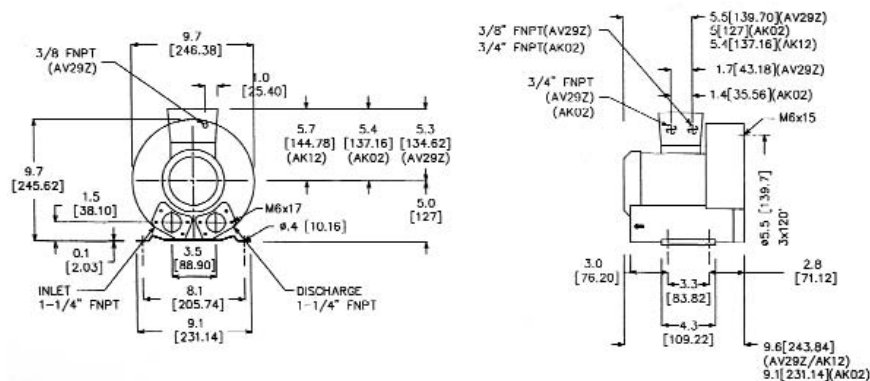 9.7
[246.38]
3/8 FNPT
(AV29Z)
1.0
[25.40]
5.7
[144.78]
(AK12)
5.4
[137.16]
(AK02)
5.3
[134.62]
(AV29Z)
9.7
[245.62]
1.5
[38.10]
5.0
[127]
M6x17
ø.4 [10.16]
0.1
[2.03]
3.5
[88.90]
INLET
1-1/4" FNPT
8.1
[205.74]
DISCHARGE
1-1/4" FNPT
9.1
[231.14]
3/8" FNPT(AV29Z)
3/4" FNPT(AK02)
5.5[139.70](AV29Z)
5[127](AK02)
5.4[137.16](AK12)
1.7[43.18](AV29Z)
3/4" FNPT
(AV29Z)
(AK02)
1.4[35.56](AK02)
M6x15
ø5.5 [139.7]
3x120°
3.0
[76.20]
3.3
[83.82]
2.8
[71.12]
4.3
[109.22]
9.6[243.84]
(AV29Z/AK12)
9.1[231.14](AK02)